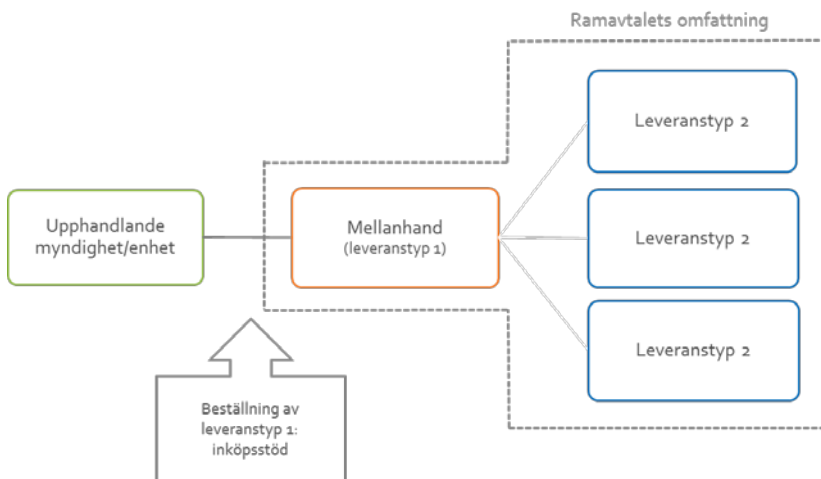 Ramavtalets omfattning
Leveranstyp 2
Upphandlande
myndighet/enhet
Mellanhand
(leveranstyp 1)
Leveranstyp 2
Leveranstyp 2
Beställning av
leveranstyp 1:
inköpsstöd